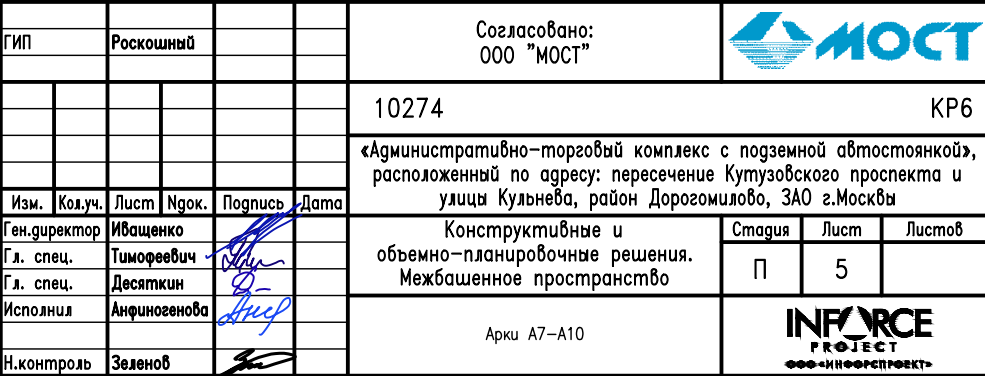 Согласовано:
ООО "МОСТ"
МОСТ
ГИП Роскошный
10274 КР6
«Административно-торговый комплекс с подземной автостоянкой»,
расположенный по адресу: пересечение Кутузовского проспекта и
улицы Кульнева, район Дорогомилово, ЗАО г.Москвы
Изм. Кол.уч. Лист Nдок. Подпись Дата
Ген.директор Иващенко
Гл. спец. Тимофеевич
Гл. спец. Десяткин
Исполнил Анфиногенова
Н.контроль Зеленов
Конструктивные и
объемно-планировочные решения.
Межбашенное пространство
Стадия Лист Листов
П 5
Арки А7-А10
INFORCE
PROJECT
ООО«ИНФОРСПРОЕКТ»